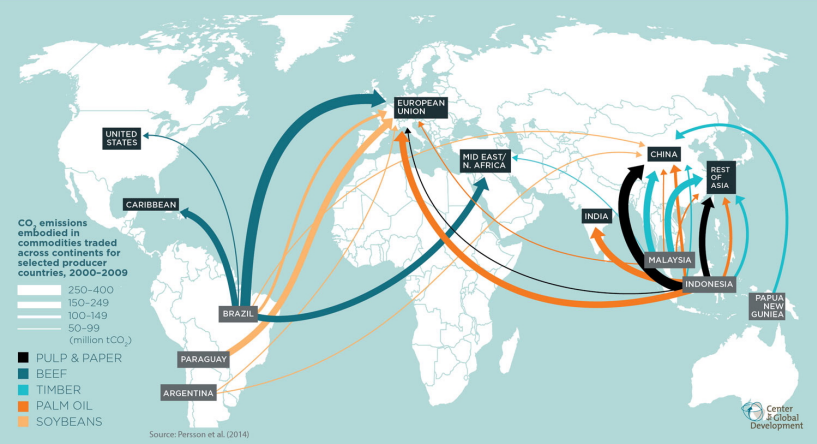 EUROPEAN
UNION
UNITED
STATES
MID EAST/
N. AFRICA
CHINA
REST
OF
ASIA
CARIBBEAN
INDIA
CO2 emissions
embodied in
commodities traded
across continents for
selected producer
countries, 2000–2009
250–400
150–249
100–149
50–99
(million tCO2)
MALAYSIA
INDONESIA
BRAZIL
PAPUA
NEW
GUNIEA
PULP & PAPER
BEEF
TIMBER
PALM OIL
SOYBEANS
PARAGUAY
ARGENTINA
Source: Persson et al. (2014)
Center
for Global
Development